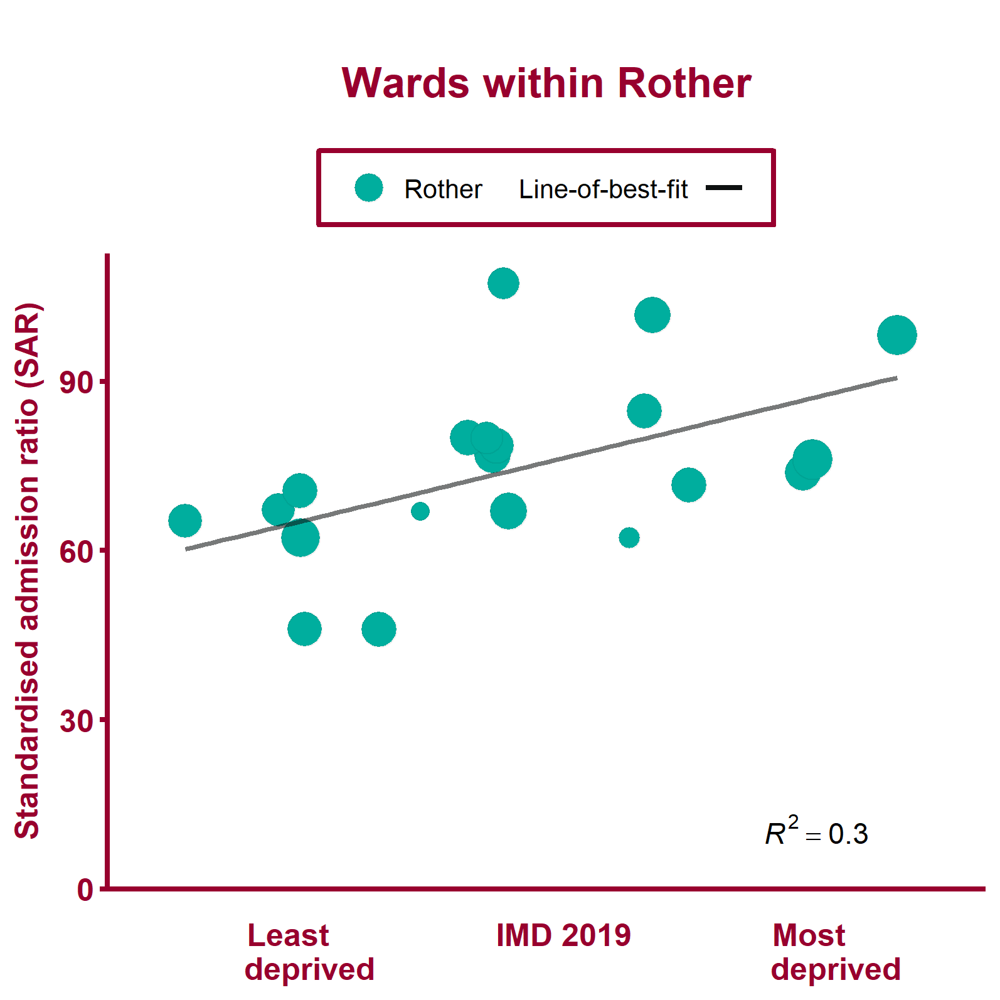 Wards within Rother
Rother Line-of-best-fit
Standardised admission ratio (SAR)
90
60
30
0
R² = 0.3
Least deprived
IMD 2019
Most deprived